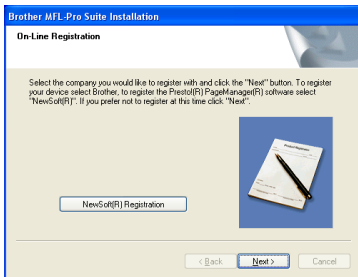 Brother MFL-Pro Suite Installation
On-Line Registration
Select the company you would like to register with and click the "Next" button. To register
your device select Brother, to register the Presto!(R) PageManager(R) software select
"NewSoft(R)". If you prefer not to register at this time click "Next".
NewSoft(R) Registration
< Back
Next >
Cancel